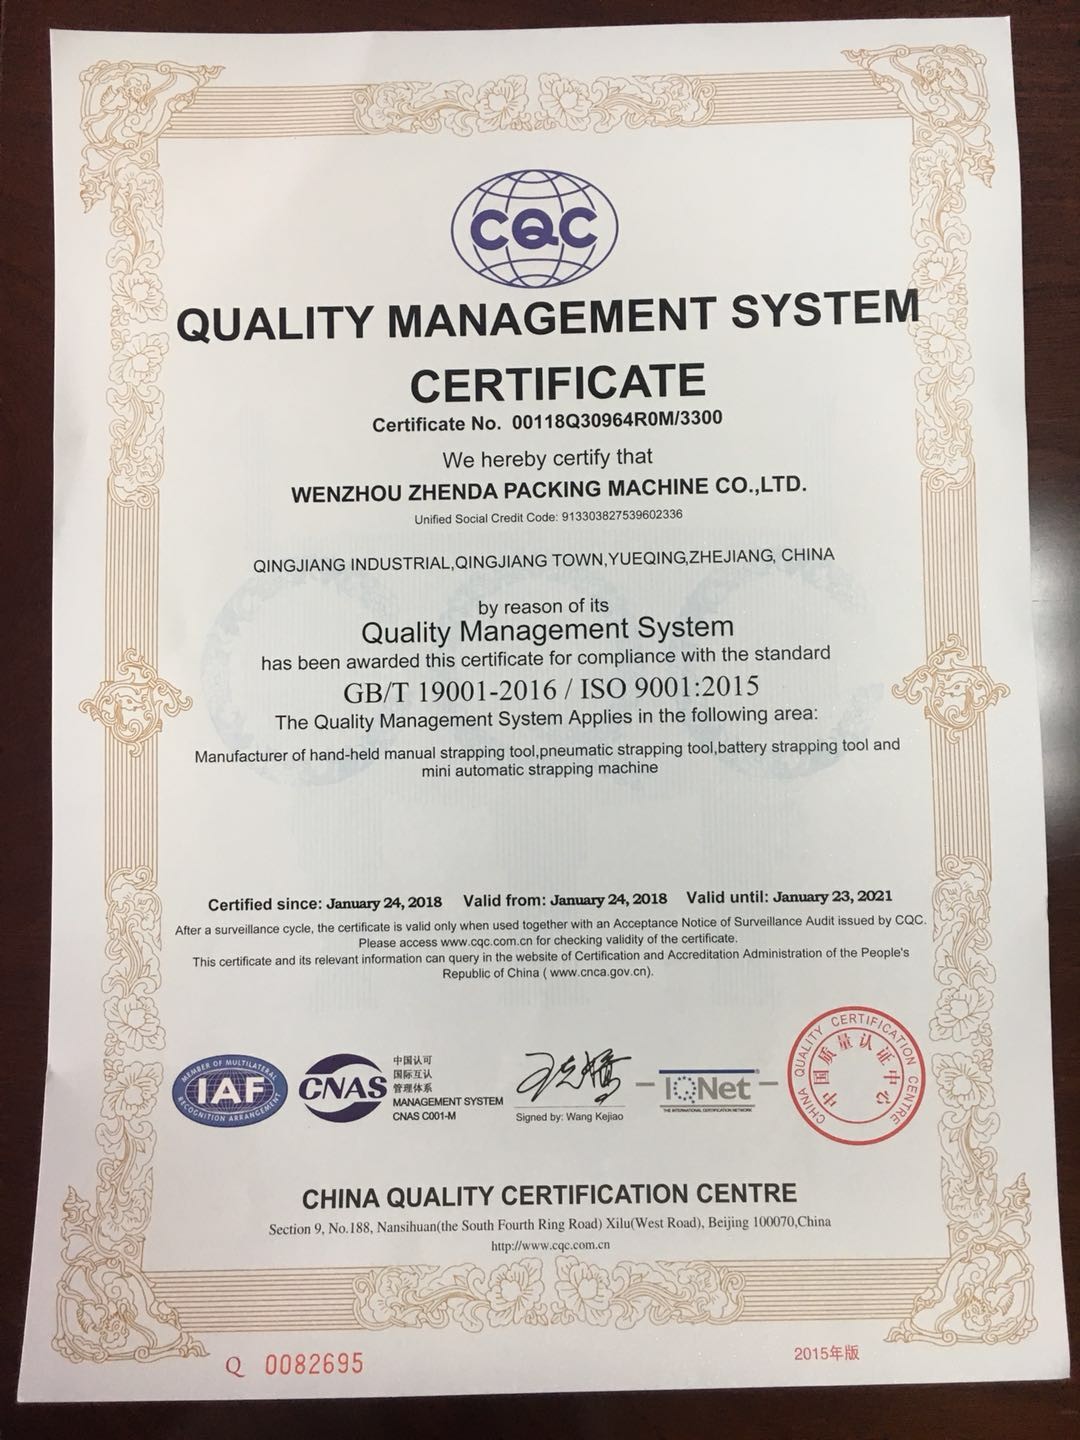 CQC
QUALITY MANAGEMENT SYSTEM
CERTIFICATE
Certificate No. 00118Q30964R0M/3300
We hereby certify that
WENZHOU ZHENDA PACKING MACHINE CO.,LTD.
Unified Social Credit Code: 913303827539602336
QINGJIANG INDUSTRIAL,QINGJIANG TOWN,YUEQING,ZHEJIANG, CHINA
by reason of its
Quality Management System
has been awarded this certificate for compliance with the standard
GB/T 19001-2016 / ISO 9001:2015
The Quality Management System Applies in the following area:
Manufacturer of hand-held manual strapping tool,pneumatic strapping tool,battery strapping tool and
mini automatic strapping machine
Certified since: January 24, 2018 Valid from: January 24, 2018 Valid until: January 23, 2021
After a surveillance cycle, the certificate is valid only when used together with an Acceptance Notice of Surveillance Audit issued by CQC.
Please access www.cqc.com.cn for checking validity of the certificate.
This certificate and its relevant information can query in the website of Certification and Accreditation Administration of the People's
Republic of China ( www.cnca.gov.cn).
MEMBER OF MULTILATERAL
IAF
RECOGNITION ARRANGEMENT
CNAS
中国认可
国际互认
管理体系
MANAGEMENT SYSTEM
CNAS C001-M
Signed by: Wang Kejiao
IQNet
THE INTERNATIONAL CERTIFICATION NETWORK
CHINA QUALITY CERTIFICATION CENTRE
中国质量认证中心
CHINA QUALITY CERTIFICATION CENTRE
Section 9, No.188, Nansihuan(the South Fourth Ring Road) Xilu(West Road), Beijing 100070,China
http://www.cqc.com.cn
Q 0082695
2015年版